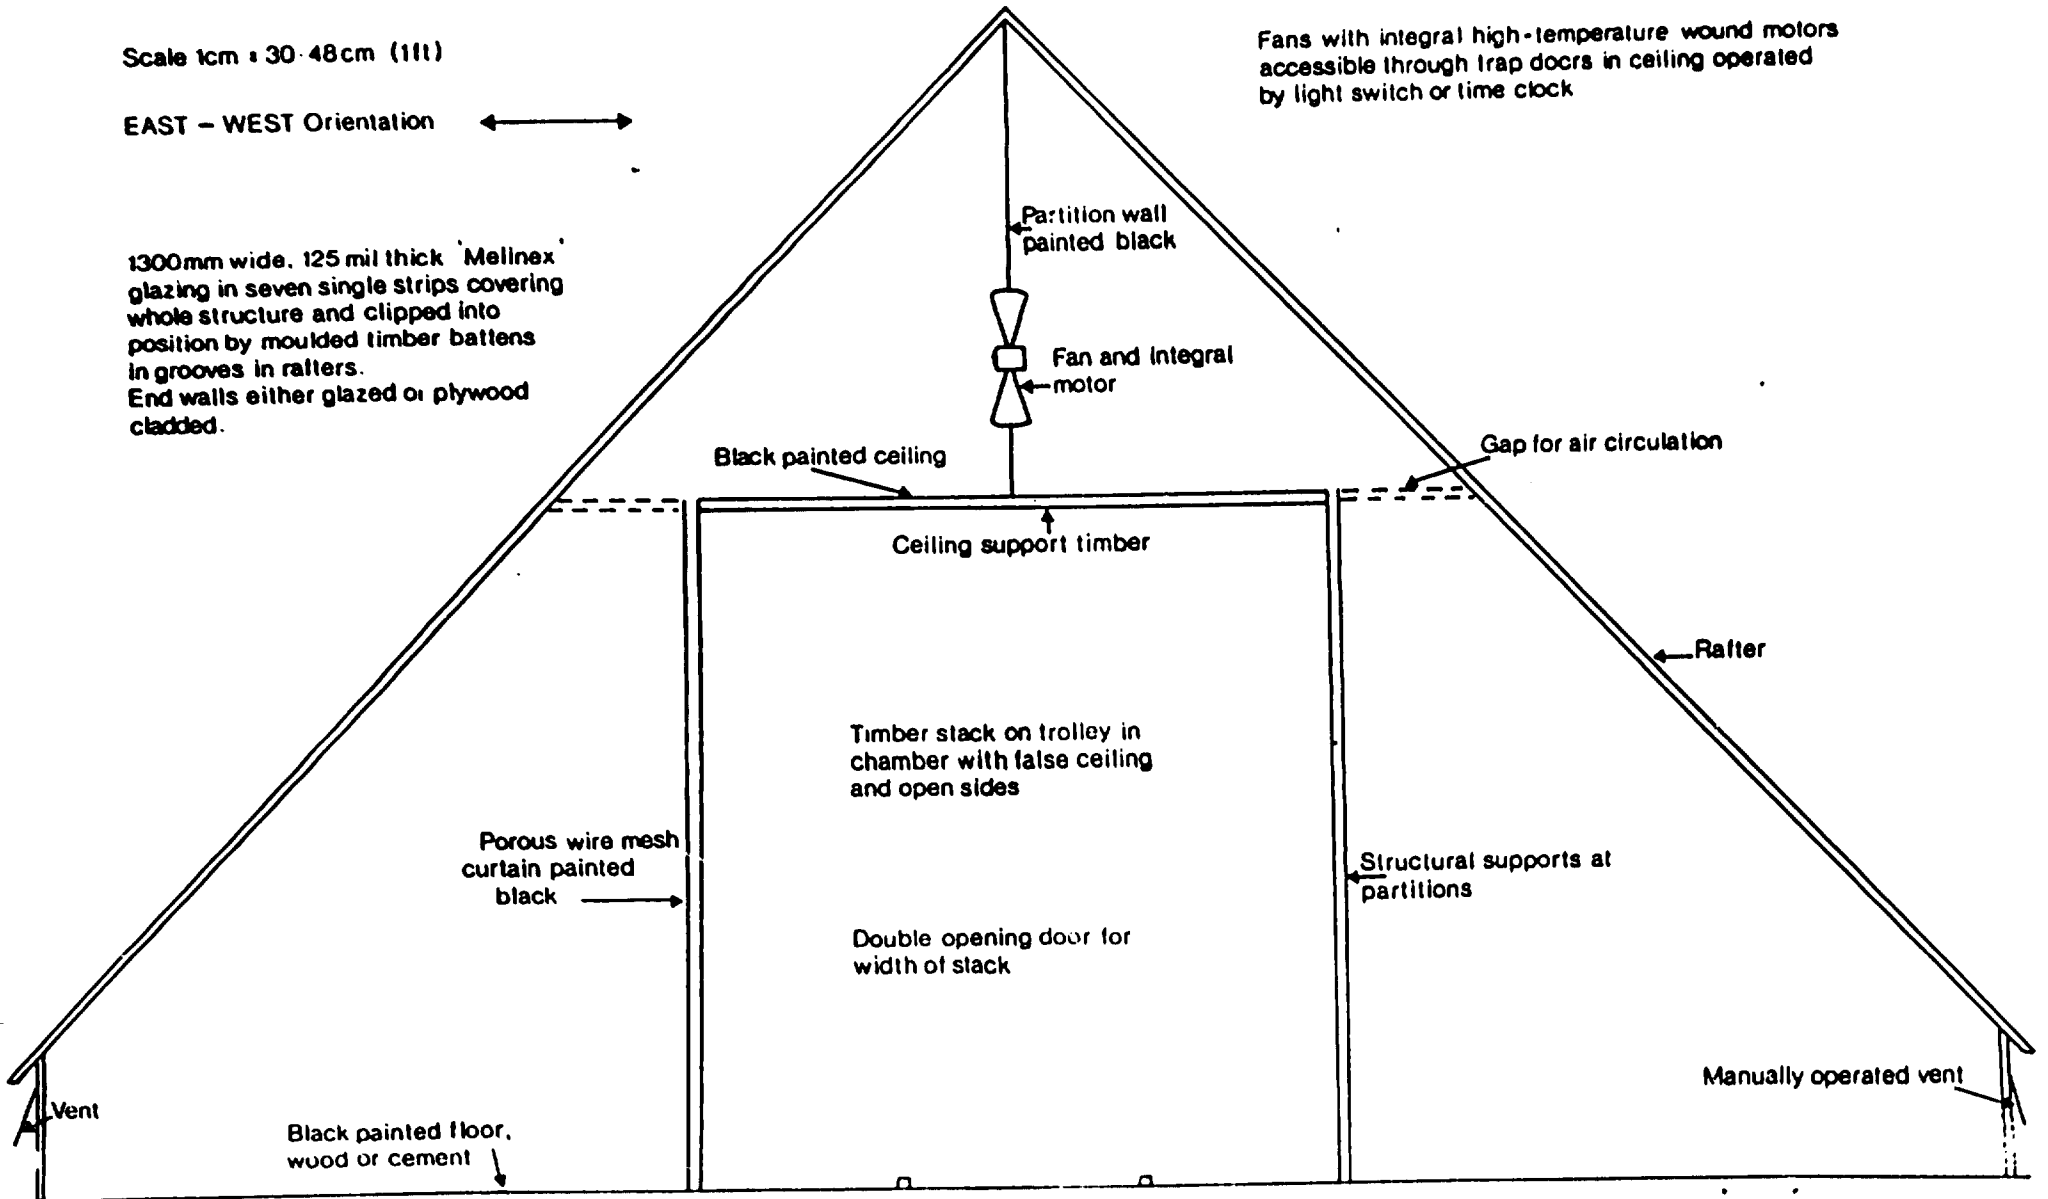 Scale 1cm = 30·48cm (1ft)
EAST – WEST Orientation
Fans with integral high-temperature wound motors
accessible through trap doors in ceiling operated
by light switch or time clock
1300mm wide. 125 mil thick 'Melinex'
glazing in seven single strips covering
whole structure and clipped into
position by moulded timber battens
in grooves in rafters.
End walls either glazed or plywood
cladded.
Partition wall
painted black
Fan and integral
motor
Black painted ceiling
Gap for air circulation
Ceiling support timber
Rafter
Timber stack on trolley in
chamber with false ceiling
and open sides
Porous wire mesh
curtain painted
black
Structural supports at
partitions
Double opening door for
width of stack
Manually operated vent
Vent
Black painted floor,
wood or cement